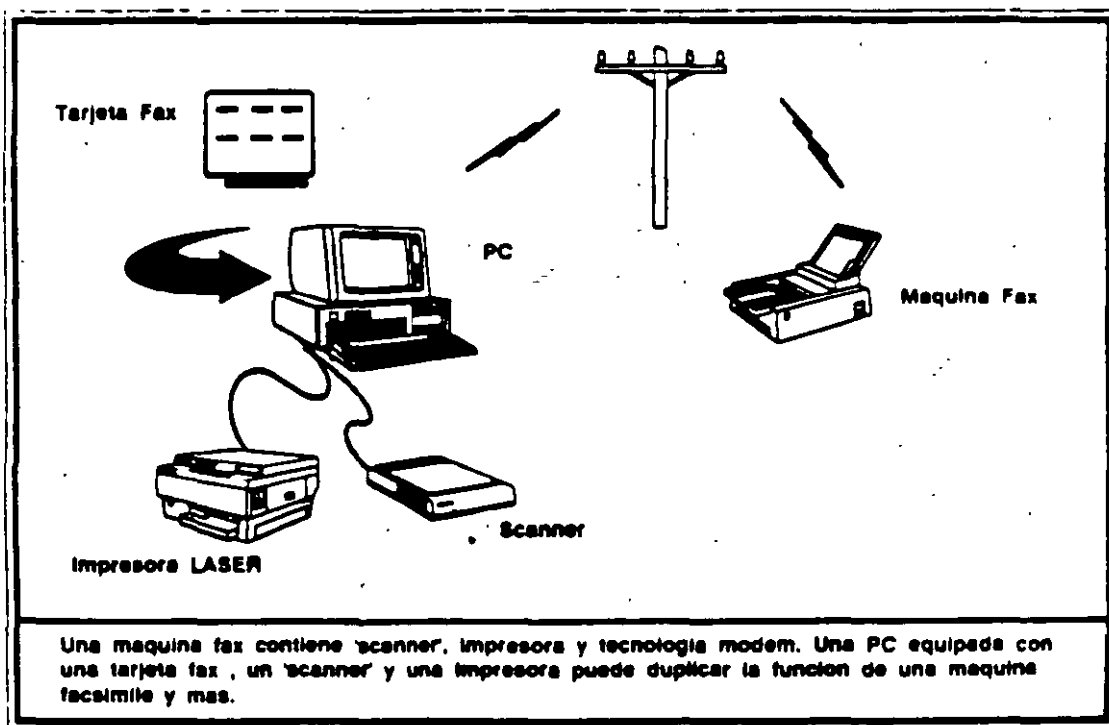 Tarjeta Fax
PC
Maquina Fax
Scanner
Impresora LASER
Una maquina fax contiene 'scanner', impresora y tecnologia modem. Una PC equipada con
una tarjeta fax , un 'scanner' y una impresora puede duplicar la funcion de una maquina
facsimile y mas.